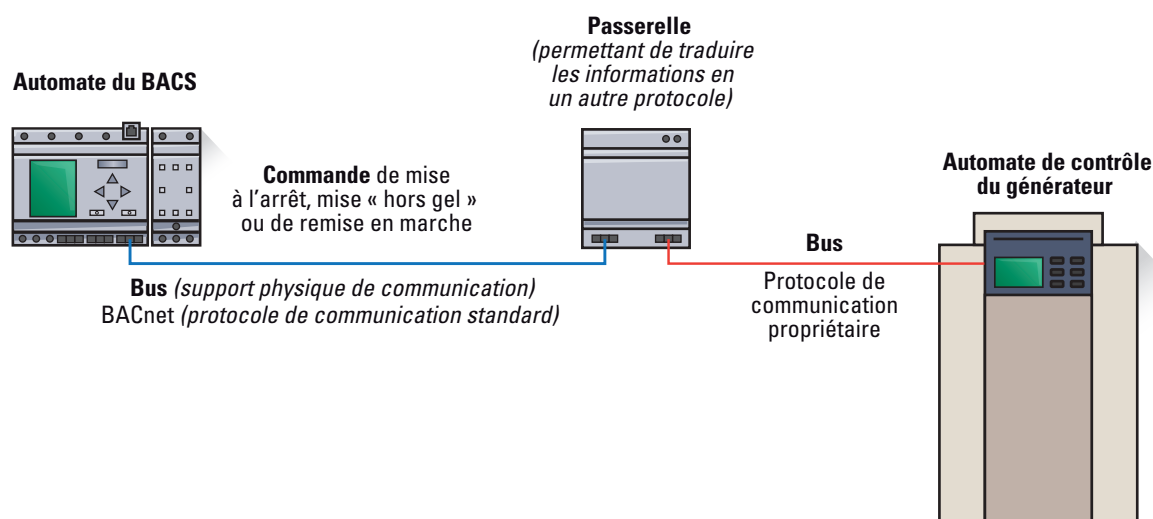 Passerelle
(permettant de traduire
les informations en
un autre protocole)
Automate du BACS
Commande de mise
à l'arrêt, mise « hors gel »
ou de remise en marche
Automate de contrôle
du générateur
Bus (support physique de communication)
BACnet (protocole de communication standard)
Bus
Protocole de
communication
propriétaire